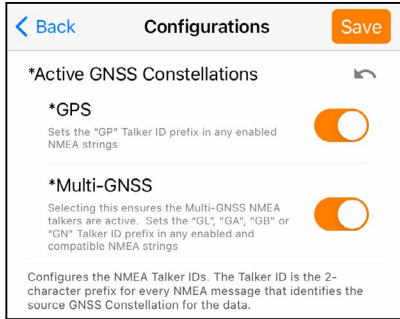 Back Configurations Save
*Active GNSS Constellations
*GPS
Sets the "GP" Talker ID prefix in any enabled
NMEA strings
*Multi-GNSS
Selecting this ensures the Multi-GNSS NMEA
talkers are active. Sets the "GL", "GA", "GB" or
"GN" Talker ID prefix in any enabled and
compatible NMEA strings
Configures the NMEA Talker IDs. The Talker ID is the 2-
character prefix for every NMEA message that identifies the
source GNSS Constellation for the data.